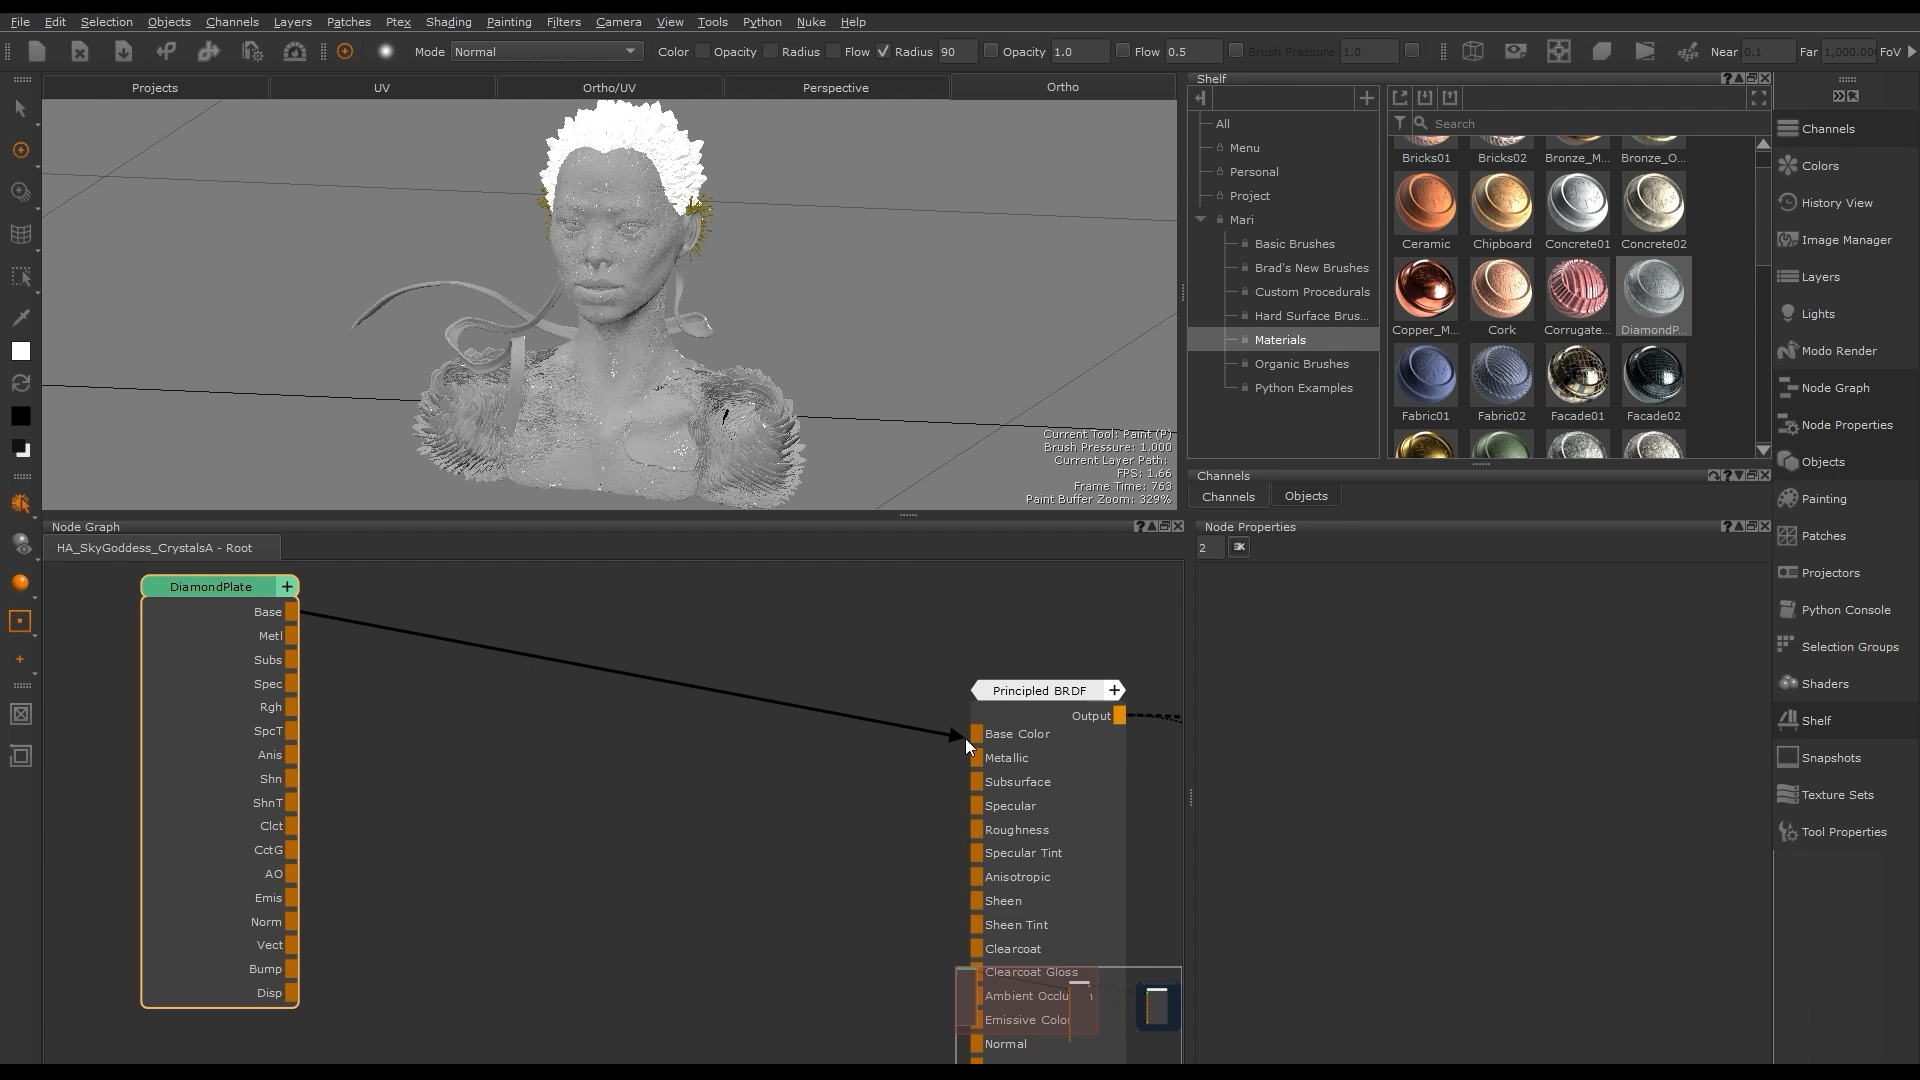 File Edit Selection Objects Channels Layers Patches Ptex Shading Painting Filters Camera View Tools Python Nuke Help
Mode Normal Color Opacity Radius Flow Radius 90 Opacity 1.0 Flow 0.5 Brush Pressure 1.0 Near 0.1 Far 1,000.00 FoV
Projects UV Ortho/UV Perspective Ortho
Current Tool: Paint (P)
Brush Pressure: 1.000
Current Layer Path:
FPS: 1.66
Frame Time: 763
Paint Buffer Zoom: 329%
Shelf
All
Menu
Personal
Project
Mari
Basic Brushes
Brad's New Brushes
Custom Procedurals
Hard Surface Brus...
Materials
Organic Brushes
Python Examples
Search
Bricks01 Bricks02 Bronze_M... Bronze_O...
Ceramic Chipboard Concrete01 Concrete02
Copper_M... Cork Corrugate... DiamondP...
Fabric01 Fabric02 Facade01 Facade02
Channels
Channels Objects
Channels
Colors
History View
Image Manager
Layers
Lights
Modo Render
Node Graph
Node Properties
Objects
Painting
Patches
Projectors
Python Console
Selection Groups
Shaders
Shelf
Snapshots
Texture Sets
Tool Properties
Node Graph
HA_SkyGoddess_CrystalsA - Root
DiamondPlate +
Base
Metl
Subs
Spec
Rgh
SpcT
Anis
Shn
ShnT
Clct
CctG
AO
Emis
Norm
Vect
Bump
Disp
Principled BRDF +
Output
Base Color
Metallic
Subsurface
Specular
Roughness
Specular Tint
Anisotropic
Sheen
Sheen Tint
Clearcoat
Clearcoat Gloss
Ambient Occlu
Emissive Color
Normal
Node Properties
2